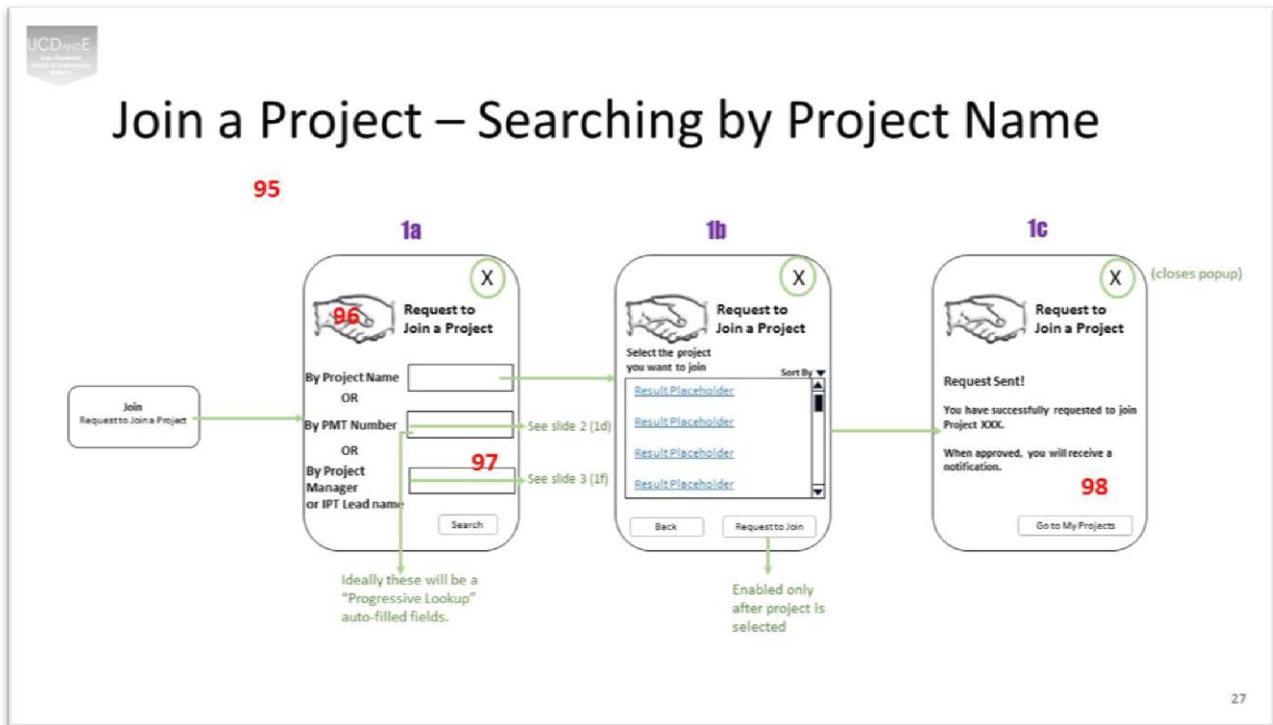 UCDANDE
Join a Project – Searching by Project Name
95
1a
1b
1c
X
96
Request to
Join a Project
By Project Name
OR
By PMT Number
OR
By Project
Manager
or IPT Lead name
97
Search
Join
Request to Join a Project
See slide 2 (1d)
See slide 3 (1f)
Ideally these will be a
“Progressive Lookup”
auto-filled fields.
X
Request to
Join a Project
Select the project
you want to join
Sort By
Result Placeholder
Result Placeholder
Result Placeholder
Result Placeholder
Back
Request to Join
Enabled only
after project is
selected
X
(closes popup)
Request to
Join a Project
Request Sent!
You have successfully requested to join
Project XXX.
When approved, you will receive a
notification.
98
Go to My Projects
27